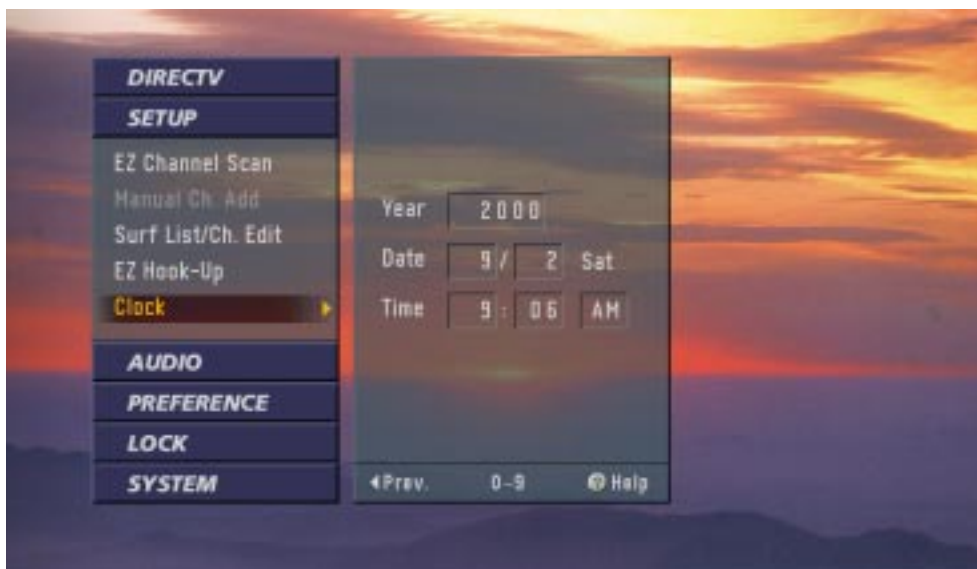 DIRECTV
SETUP
EZ Channel Scan
Manual Ch. Add
Surf List/Ch. Edit
EZ Hook-Up
Clock
AUDIO
PREFERENCE
LOCK
SYSTEM
Year 2000
Date 9 / 2 Sat
Time 9 : 06 AM
Prev. 0-9 Help